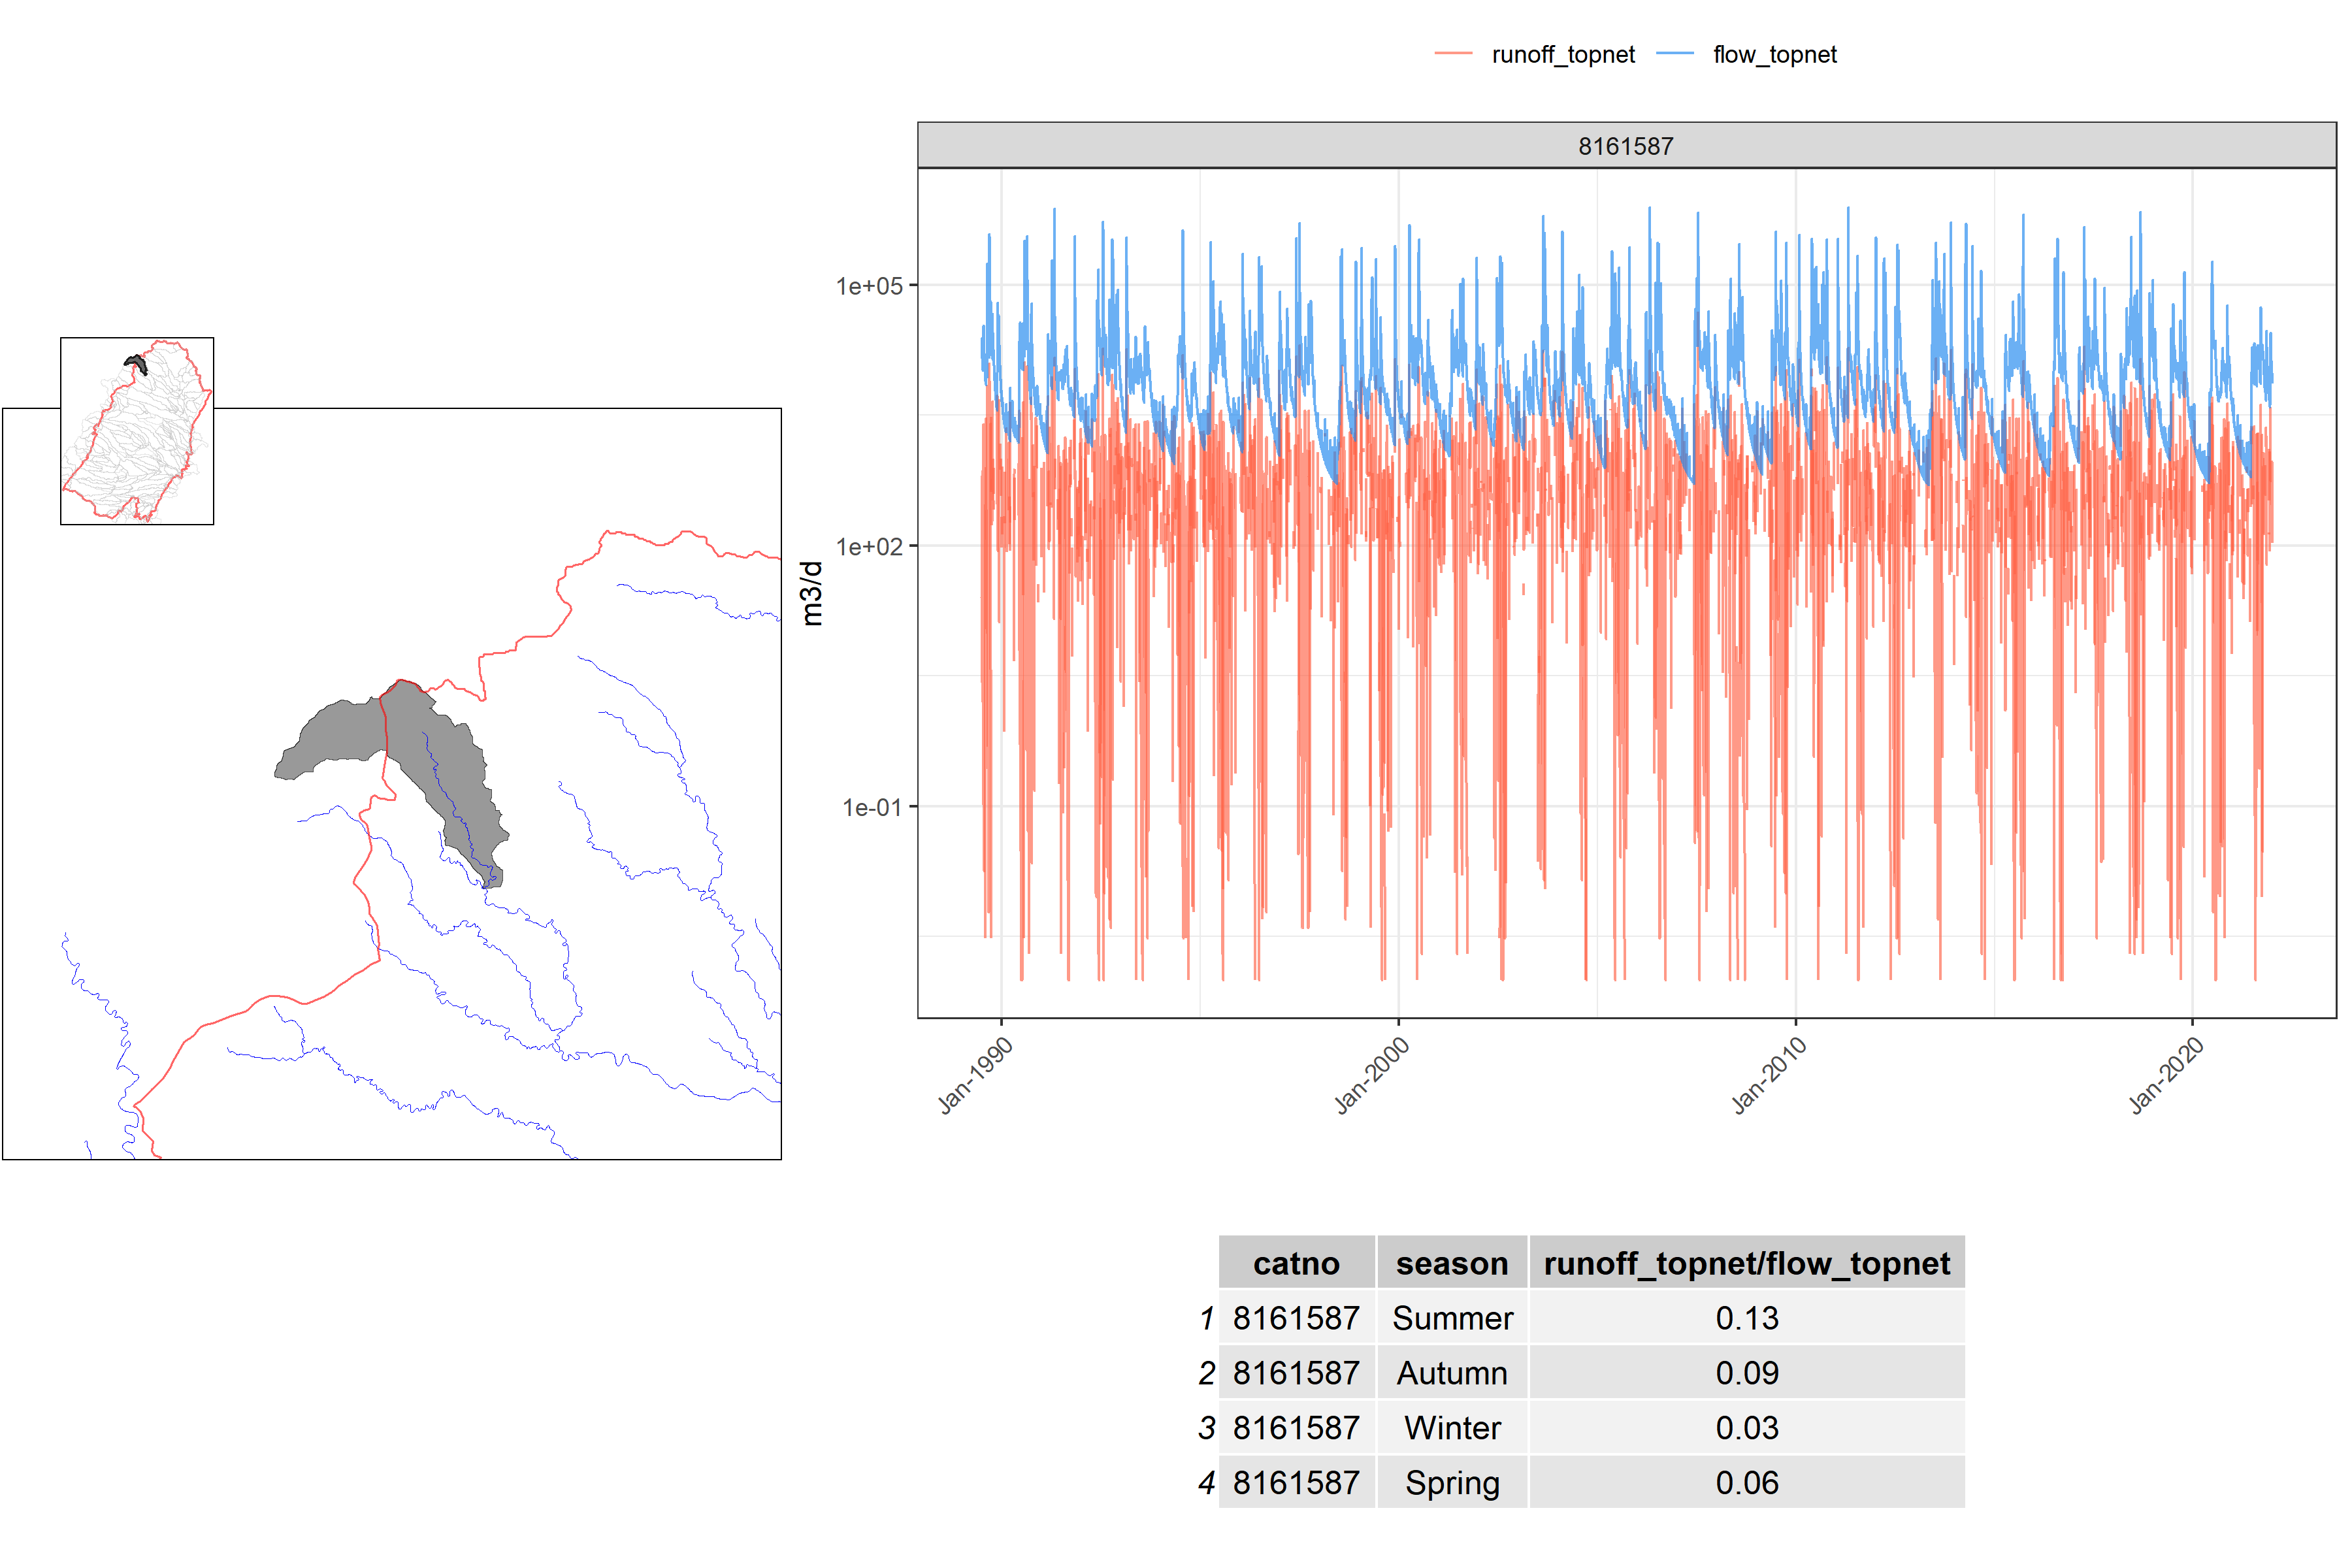 runoff_topnet flow_topnet
8161587
m3/d
1e+05
1e+02
1e-01
Jan-1990 Jan-2000 Jan-2010 Jan-2020
catno season runoff_topnet/flow_topnet
1 8161587 Summer 0.13
2 8161587 Autumn 0.09
3 8161587 Winter 0.03
4 8161587 Spring 0.06